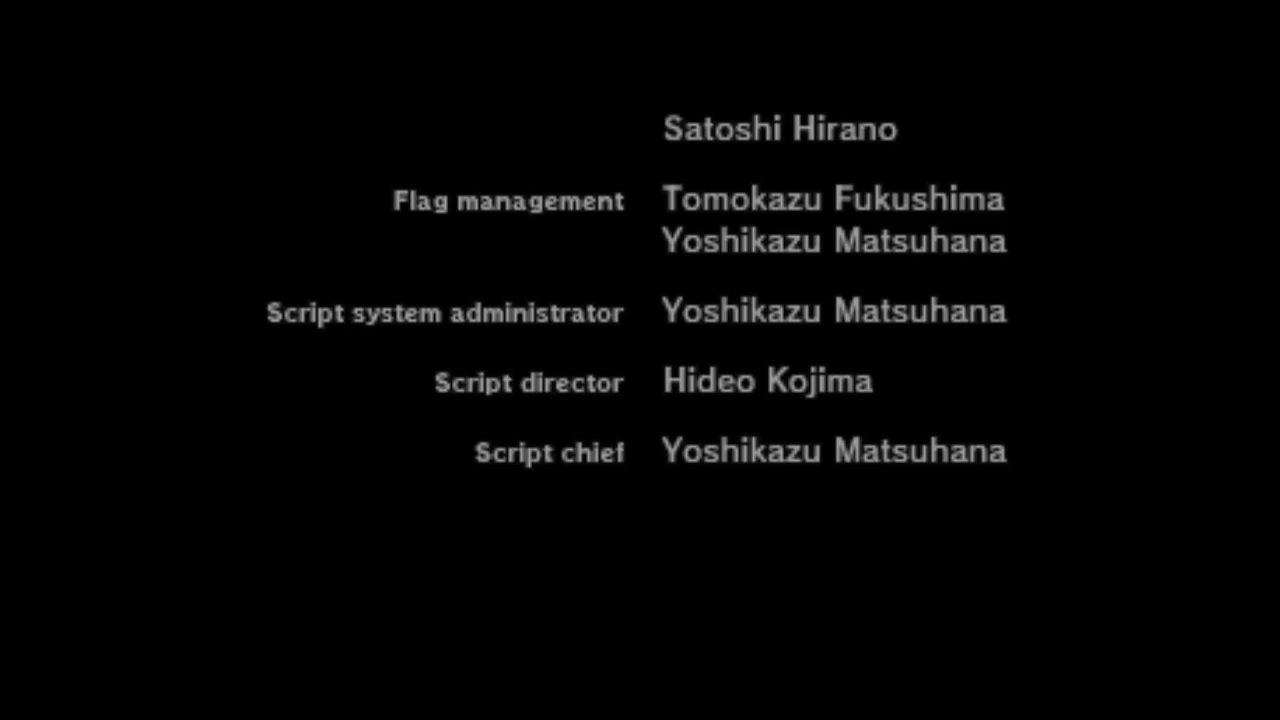 Satoshi Hirano
Flag management Tomokazu Fukushima
Yoshikazu Matsuhana
Script system administrator Yoshikazu Matsuhana
Script director Hideo Kojima
Script chief Yoshikazu Matsuhana